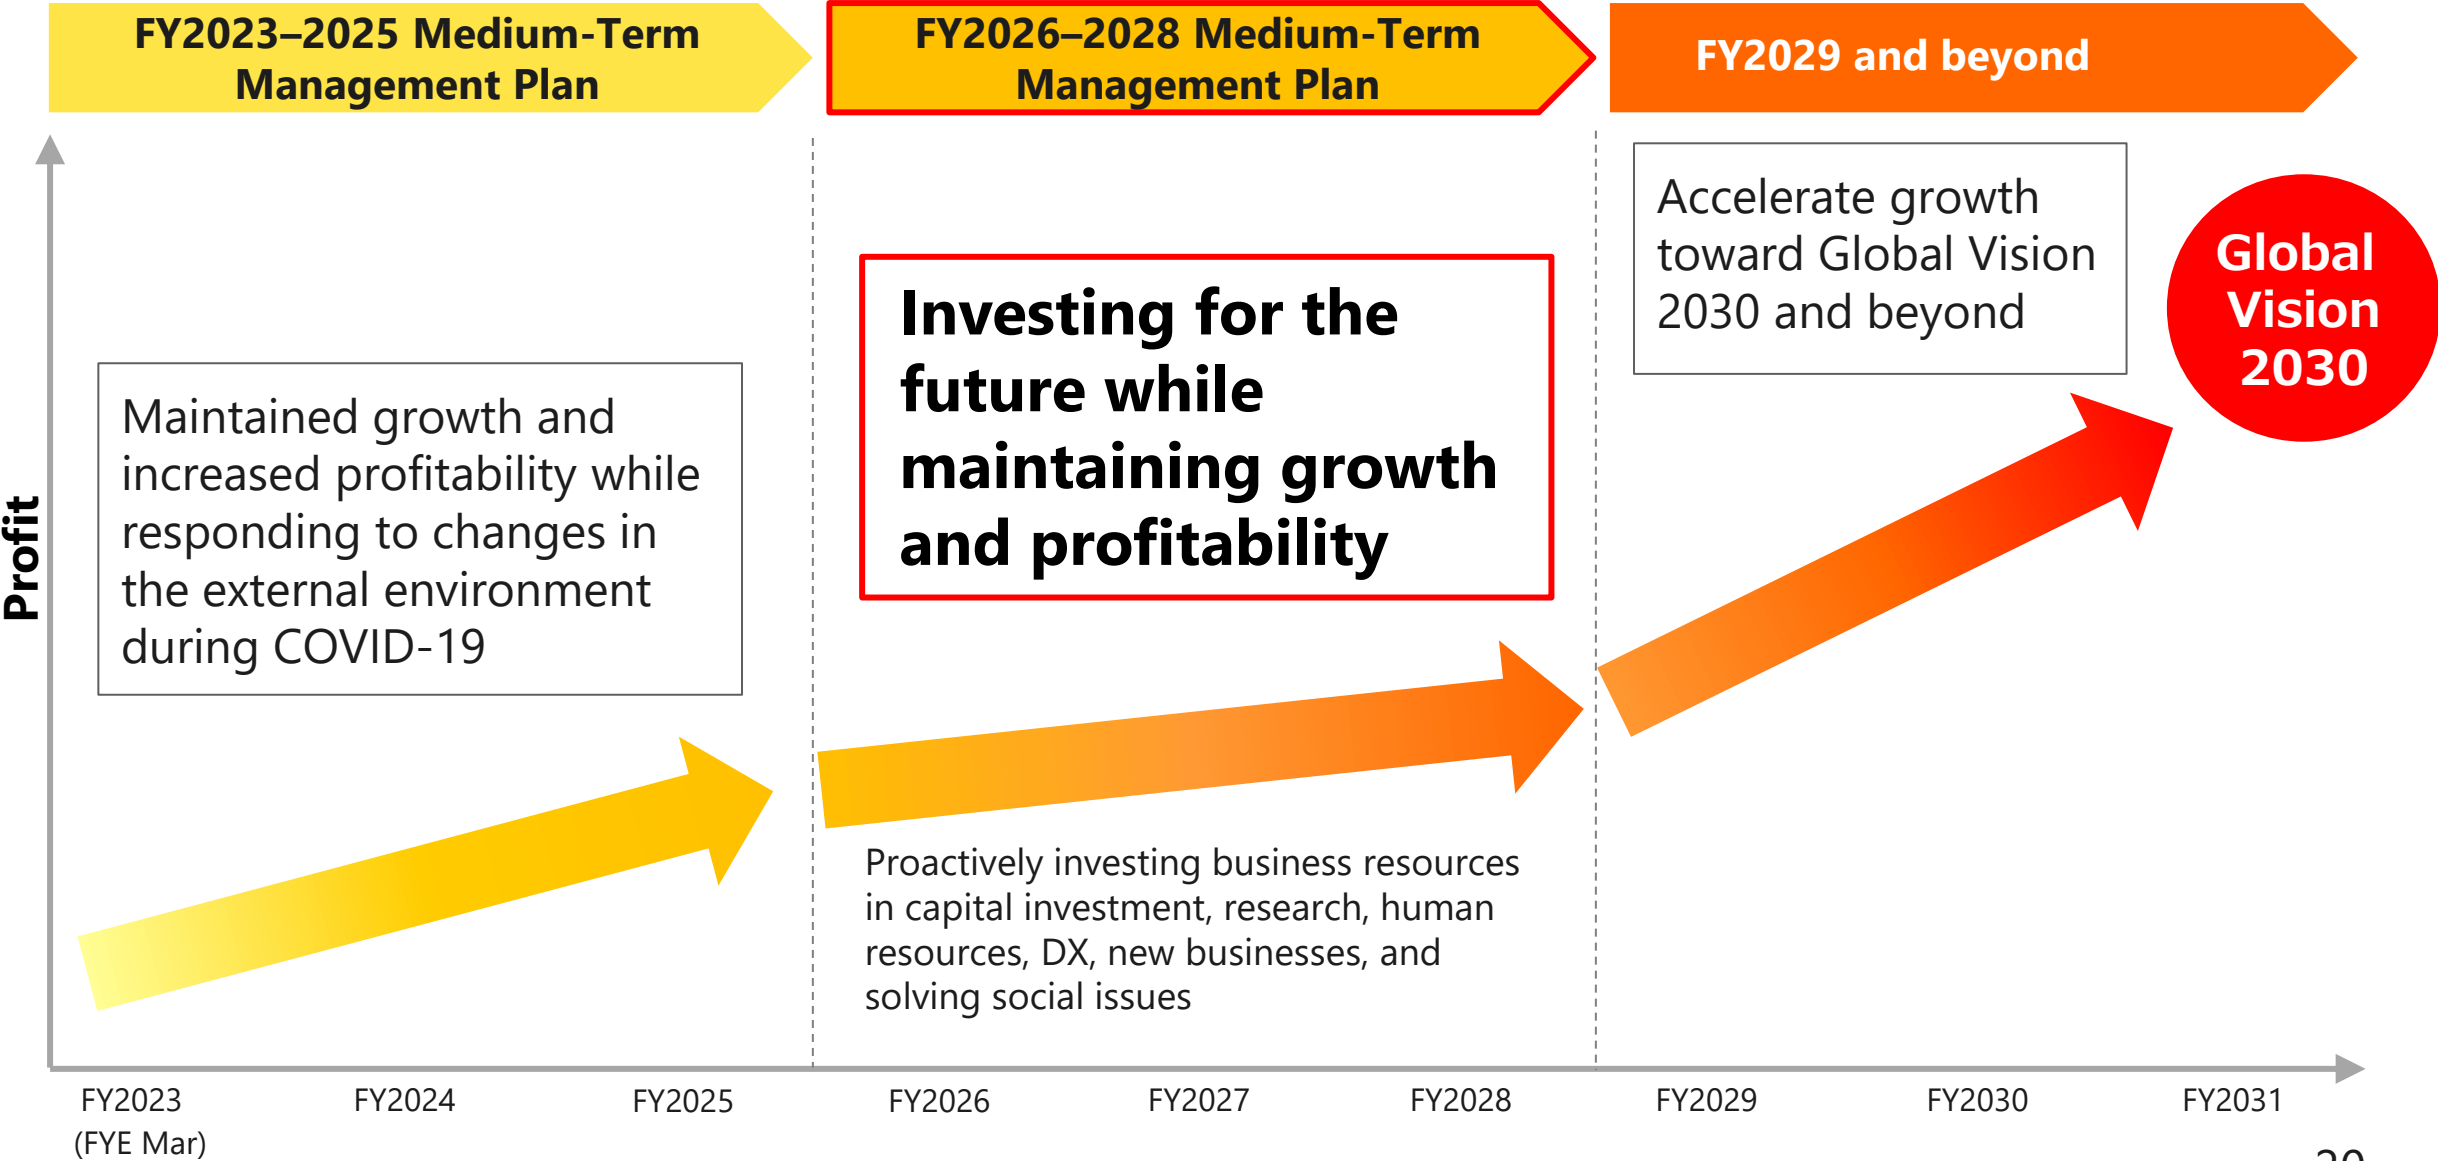 FY2023–2025 Medium-Term
Management Plan
FY2026–2028 Medium-Term
Management Plan
FY2029 and beyond
Profit
Maintained growth and
increased profitability while
responding to changes in
the external environment
during COVID-19
Investing for the
future while
maintaining growth
and profitability
Proactively investing business resources
in capital investment, research, human
resources, DX, new businesses, and
solving social issues
Accelerate growth
toward Global Vision
2030 and beyond
Global
Vision
2030
FY2023
(FYE Mar)
FY2024
FY2025
FY2026
FY2027
FY2028
FY2029
FY2030
FY2031